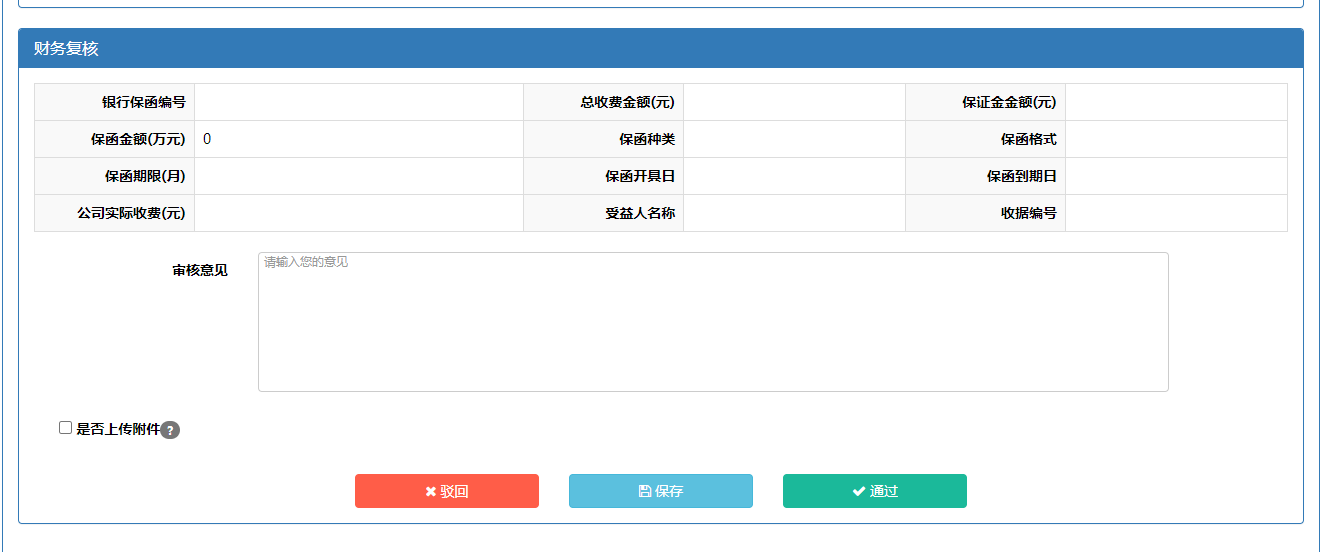 财务复核
银行保函编号 总收费金额(元) 保证金金额(元)
保函金额(万元) 0 保函种类 保函格式
保函期限(月) 保函开具日 保函到期日
公司实际收费(元) 受益人名称 收据编号
审核意见 请输入您的意见
是否上传附件 ?
驳回 保存 通过